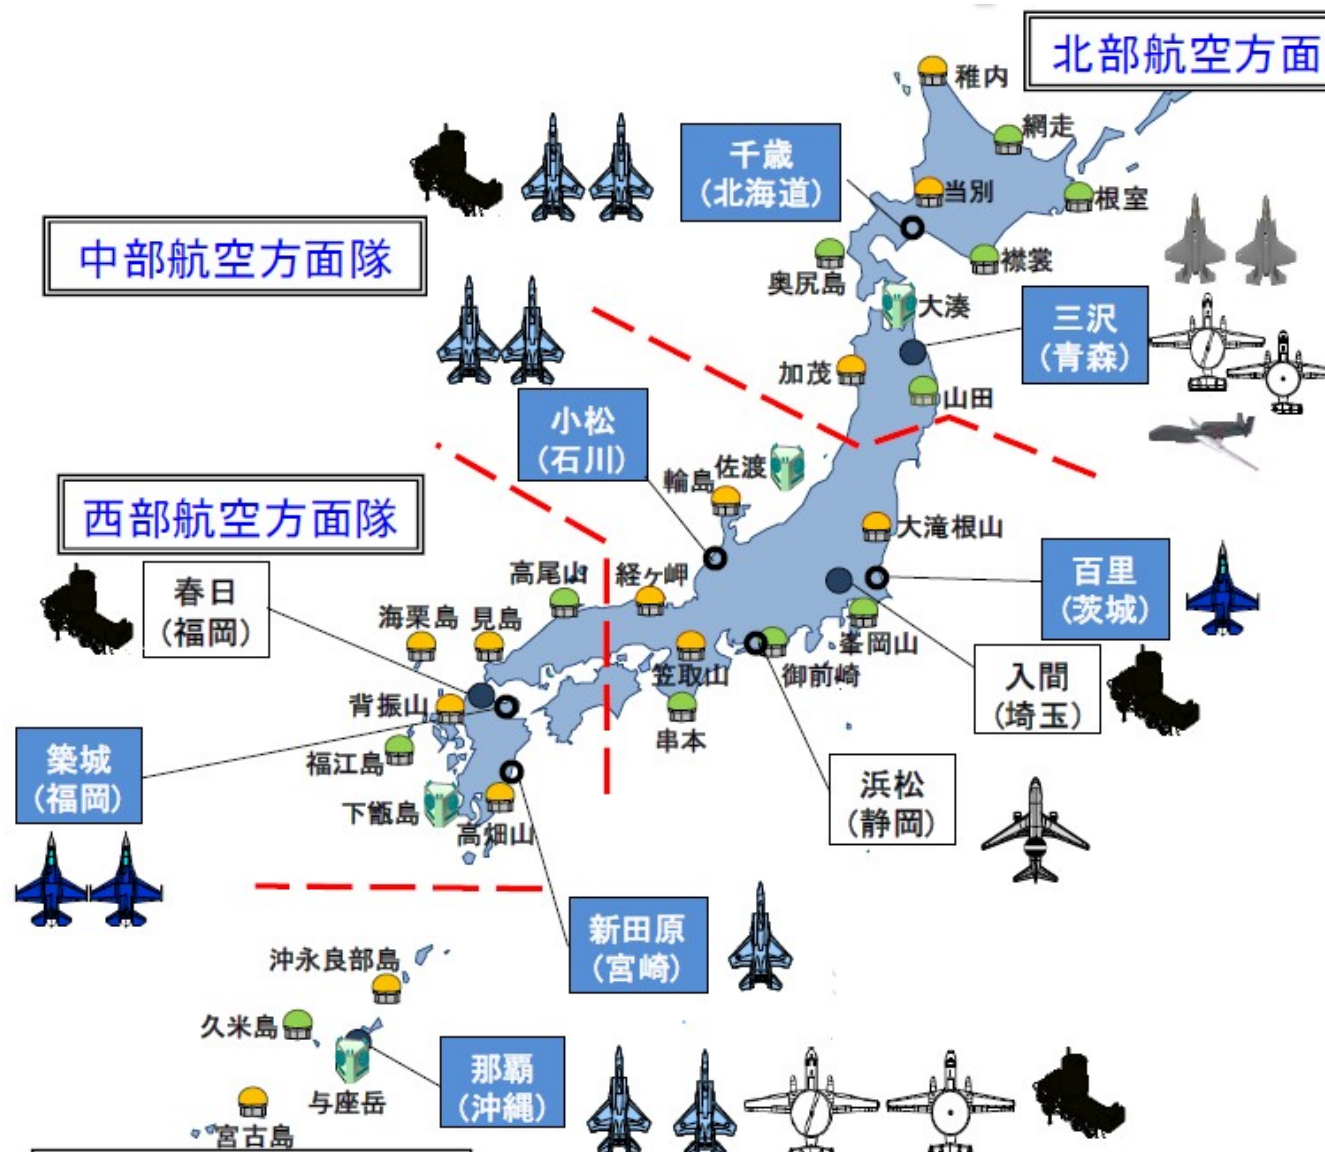 北部航空方面
稚内
網走
千歳
(北海道)
当別
根室
中部航空方面隊
襟裳
奥尻島
大湊
三沢
(青森)
加茂
山田
小松
(石川)
佐渡
輪島
西部航空方面隊
大滝根山
高尾山
経ヶ岬
百里
(茨城)
春日
(福岡)
海栗島
見島
峯岡山
笠取山
御前崎
入間
(埼玉)
背振山
串本
築城
(福岡)
福江島
浜松
(静岡)
下甑島
高畑山
新田原
(宮崎)
沖永良部島
久米島
那覇
(沖縄)
与座岳
宮古島